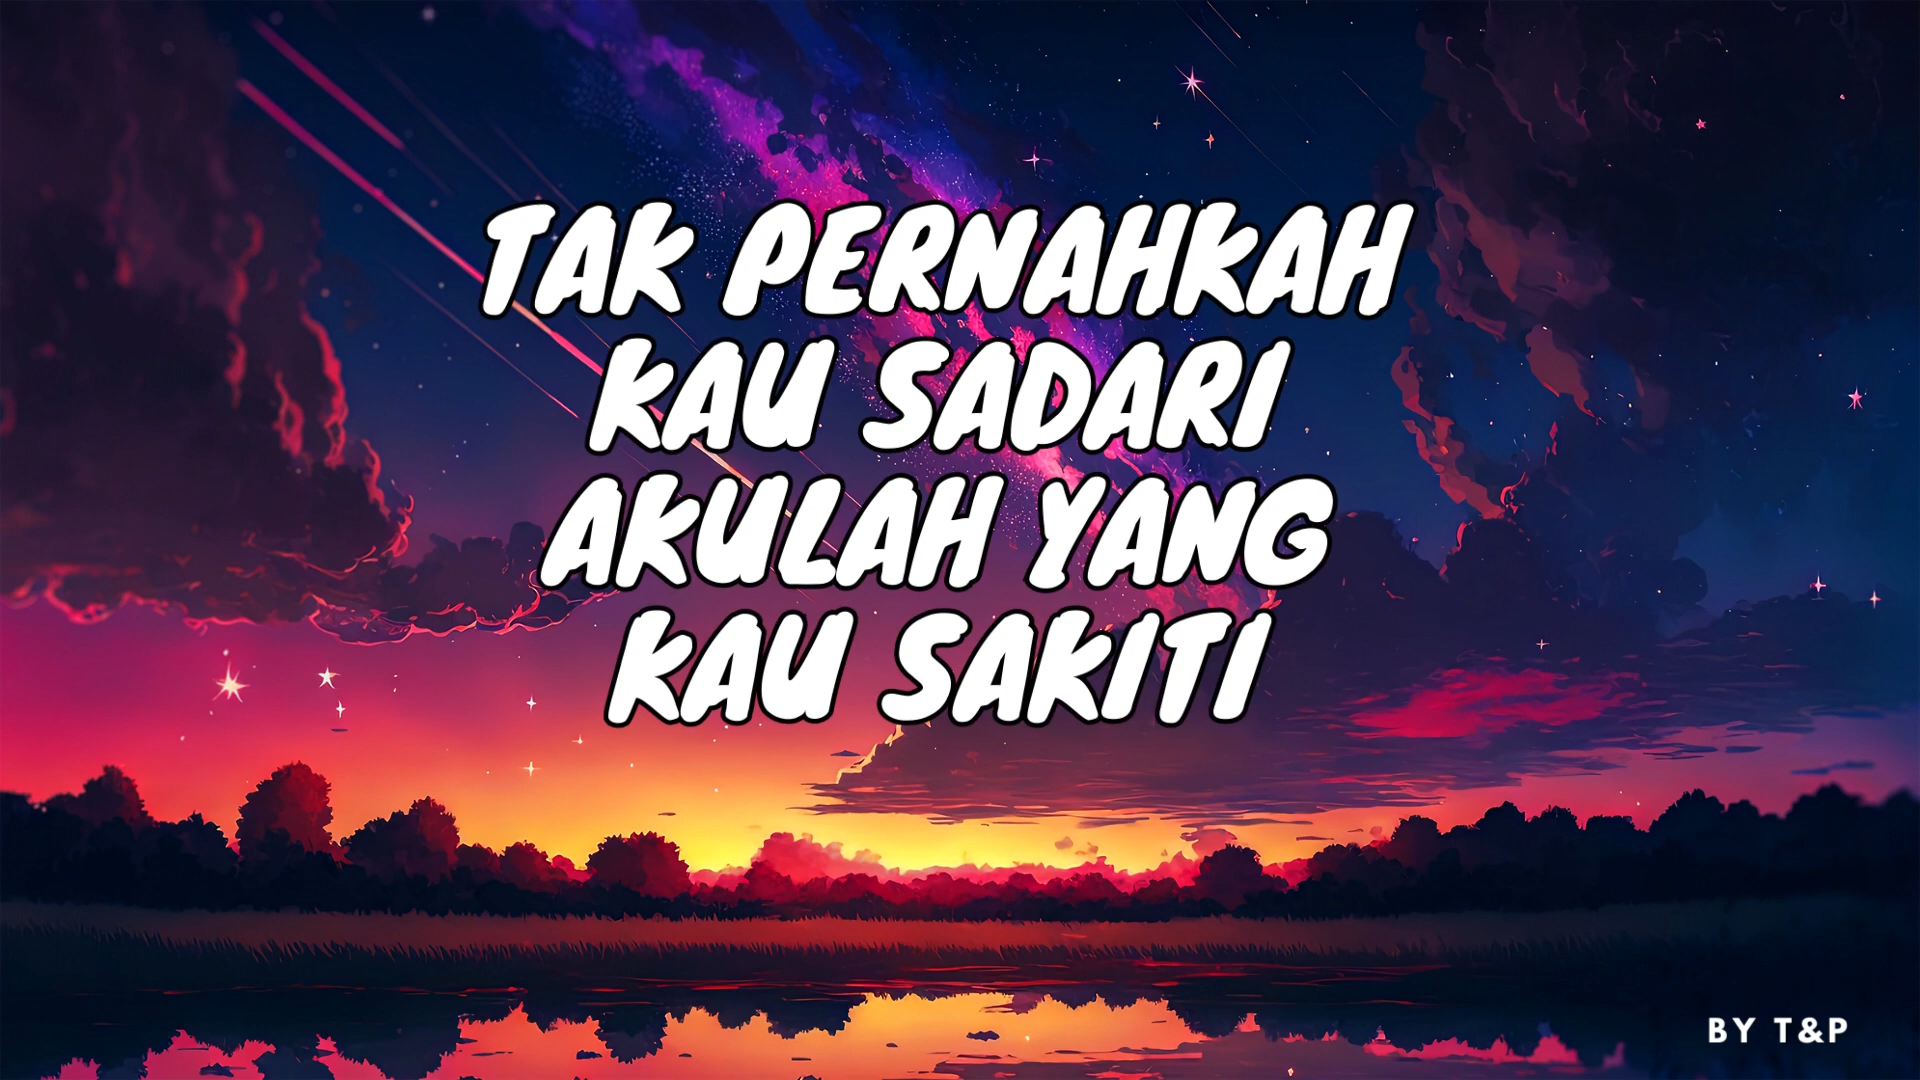 TAK PERNAHKAH
KAU SADARI
AKULAH YANG
KAU SAKITI
BY T&P